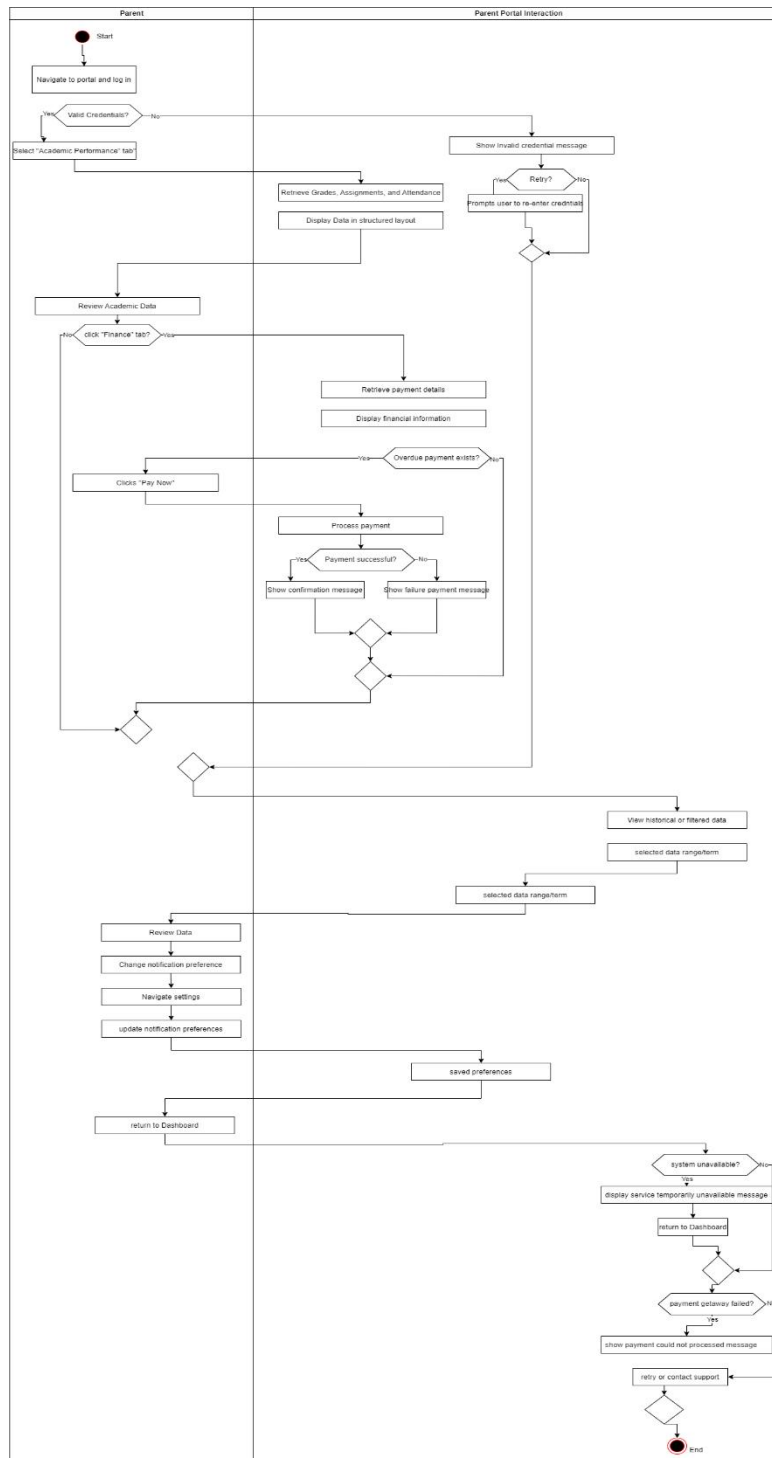 Parent
Parent Portal Interaction
Start
Navigate to portal and log in
Valid Credentials?
Yes
No
Select "Academic Performance" tab"
Show Invalid credential message
Retry?
Yes
No
Prompts user to re-enter credntials
Retrieve Grades, Assignments, and Attendance
Display Data in structured layout
Review Academic Data
No
click "Finance" tab?
Yes
Retrieve payment details
Display financial information
Yes
Overdue payment exists?
No
Clicks "Pay Now"
Process payment
Yes
Payment successful?
No
Show confirmation message
Show failure payment message
View historical or filtered data
selected data range/term
selected data range/term
Review Data
Change notification preference
Navigate settings
update notification preferences
saved preferences
return to Dashboard
system unavailable?
No
Yes
display service temporarily unavailable message
return to Dashboard
payment getaway failed?
N
Yes
show payment could not processed message
retry or contact support
End